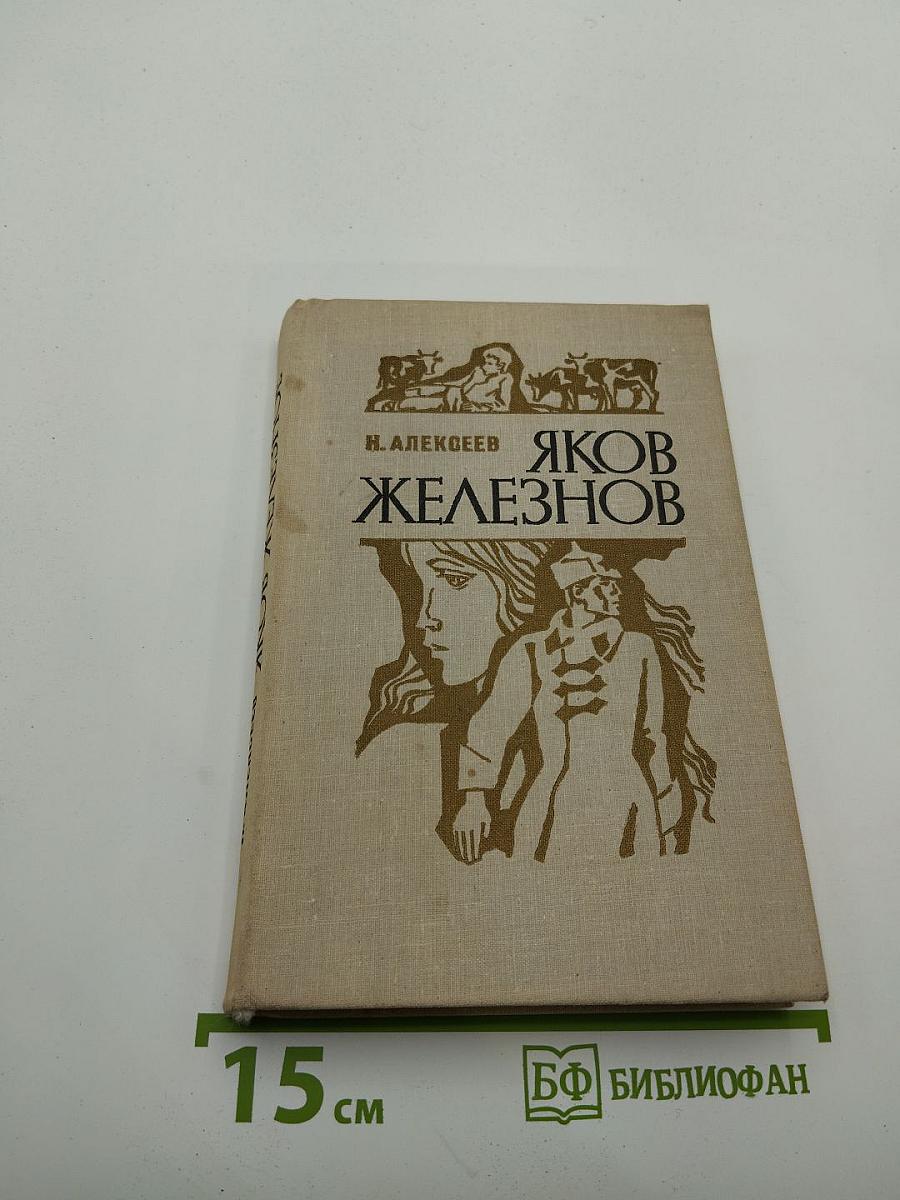 Н. АЛЕКСЕЕВ
ЯКОВ
ЖЕЛЕЗНОВ
15 см
БФ БИБЛИОФАН